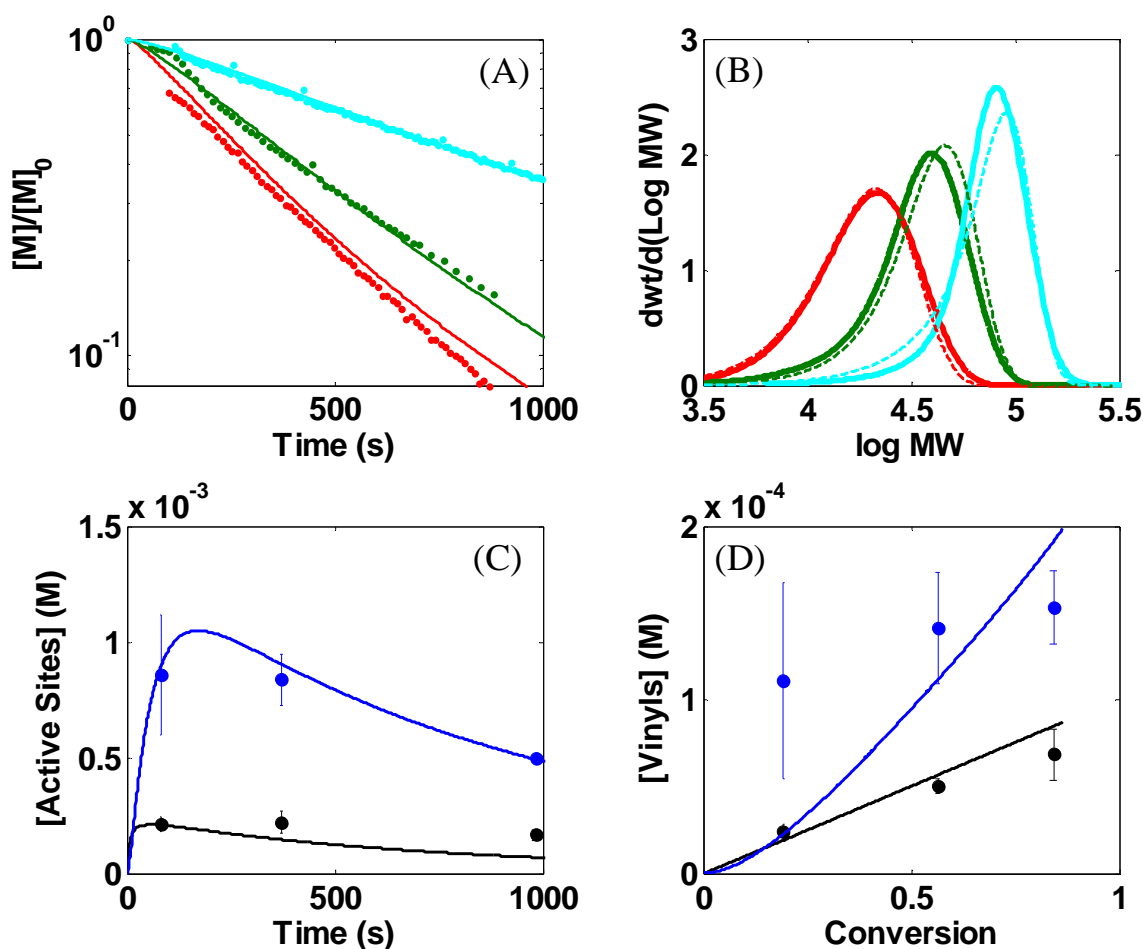 (A)
10^0
10^-1
[M]/[M]_0
0 500 1000
Time (s)
(B)
3
2
1
0
dwt/d(Log MW)
3.5 4 4.5 5 5.5
log MW
x 10^-3
(C)
1.5
1
0.5
0
[Active Sites] (M)
0 500 1000
Time (s)
x 10^-4
(D)
2
1
0
[Vinyls] (M)
0 0.5 1
Conversion